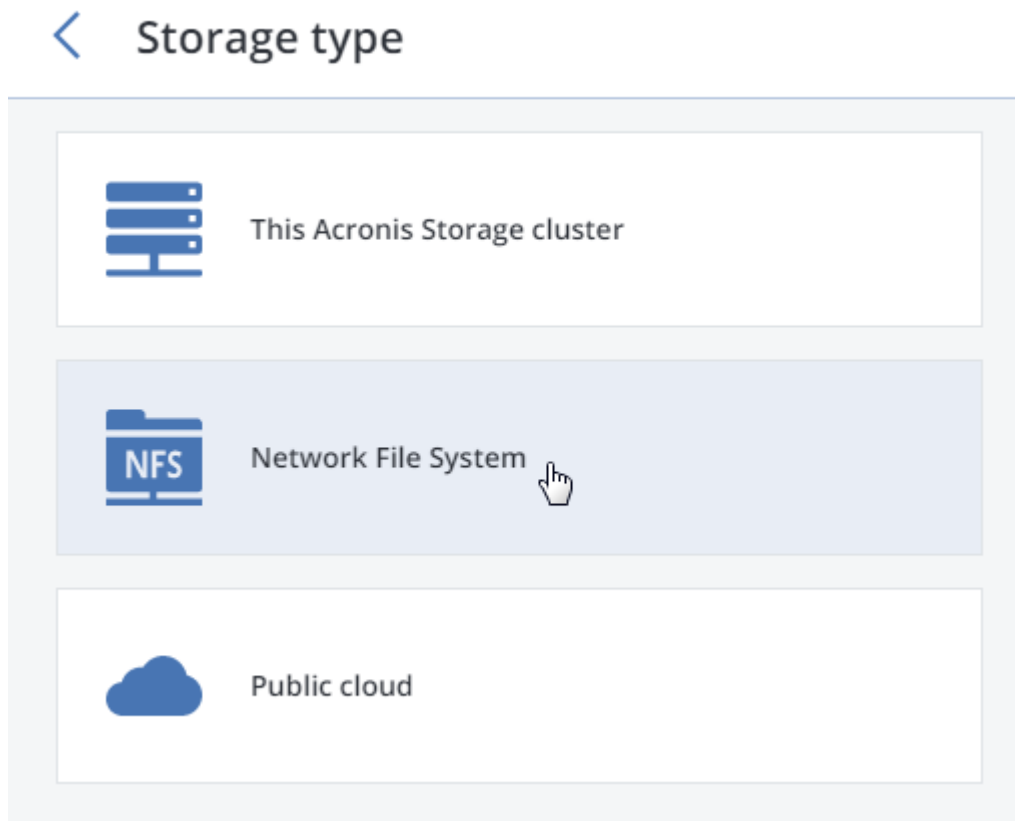 Storage type
This Acronis Storage cluster
NFS
Network File System
Public cloud